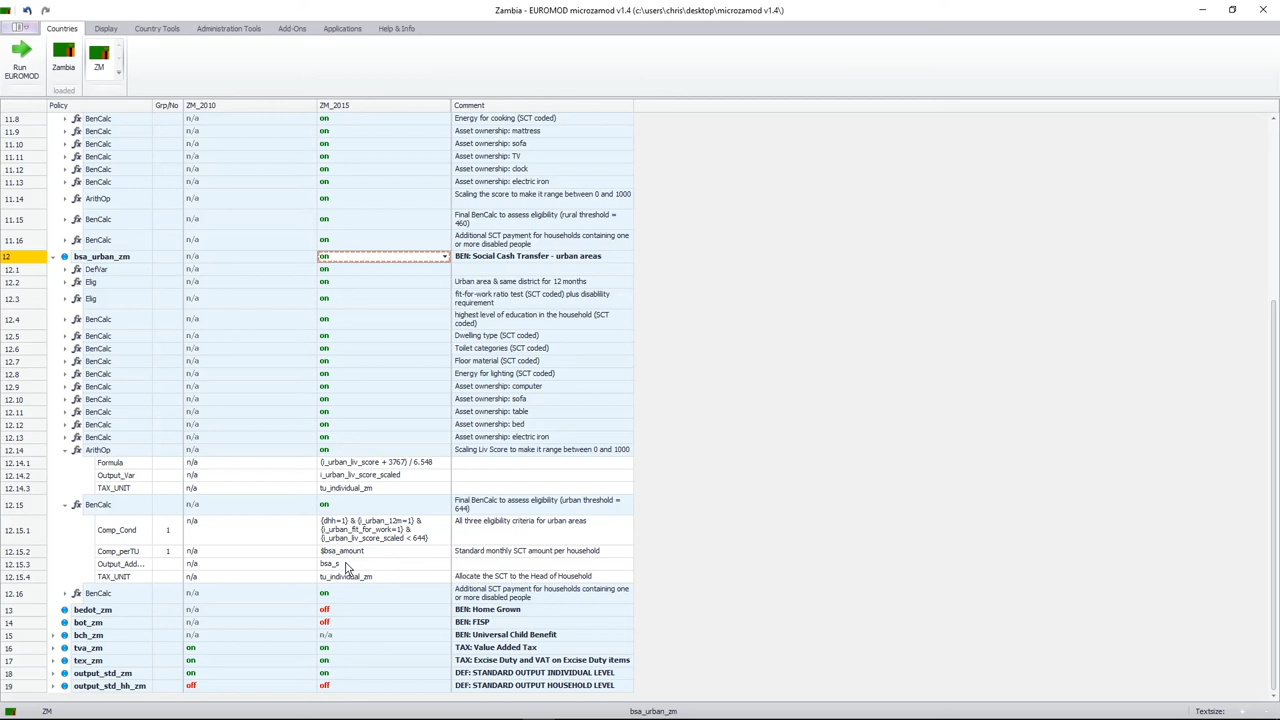 Zambia - EUROMOD microzamod v1.4 (c:\users\chris\desktop\microzamod v1.4\)
Countries Display Country Tools Administration Tools Add-Ons Applications Help & Info
Run EUROMOD
Zambia
ZM
loaded
Policy Grp/No ZM_2010 ZM_2015 Comment
11.8 BenCalc n/a on Energy for cooking (SCT coded)
11.9 BenCalc n/a on Asset ownership: mattress
11.10 BenCalc n/a on Asset ownership: sofa
11.11 BenCalc n/a on Asset ownership: TV
11.12 BenCalc n/a on Asset ownership: clock
11.13 BenCalc n/a on Asset ownership: electric iron
11.14 ArithOp n/a on Scaling the score to make it range between 0 and 1000
11.15 BenCalc n/a on Final BenCalc to assess eligibility (rural threshold =
460)
11.16 BenCalc n/a on Additional SCT payment for households containing one
or more disabled people
12 bsa_urban_zm n/a on BEN: Social Cash Transfer - urban areas
12.1 DefVar n/a on
12.2 Elig n/a on Urban area & same district for 12 months
12.3 Elig n/a on fit-for-work ratio test (SCT coded) plus disablility
requirement
12.4 BenCalc n/a on highest level of education in the household (SCT
coded)
12.5 BenCalc n/a on Dwelling type (SCT coded)
12.6 BenCalc n/a on Toilet categories (SCT coded)
12.7 BenCalc n/a on Floor material (SCT coded)
12.8 BenCalc n/a on Energy for lighting (SCT coded)
12.9 BenCalc n/a on Asset ownership: computer
12.10 BenCalc n/a on Asset ownership: sofa
12.11 BenCalc n/a on Asset ownership: table
12.12 BenCalc n/a on Asset ownership: bed
12.13 BenCalc n/a on Asset ownership: electric iron
12.14 ArithOp n/a on Scaling Liv Score to make it range between 0 and 1000
12.14.1 Formula n/a (i_urban_liv_score + 3767) / 6.548
12.14.2 Output_Var n/a i_urban_liv_score_scaled
12.14.3 TAX_UNIT n/a tu_individual_zm
12.15 BenCalc n/a on Final BenCalc to assess eligibility (urban threshold =
644)
12.15.1 Comp_Cond 1 n/a {dhh=1} & {i_urban_12m=1} & All three eligibility criteria for urban areas
{i_urban_fit_for_work=1} &
{i_urban_liv_score_scaled < 644}
12.15.2 Comp_perTU 1 n/a $bsa_amount Standard monthly SCT amount per household
12.15.3 Output_Add... n/a bsa_s
12.15.4 TAX_UNIT n/a tu_individual_zm Allocate the SCT to the Head of Household
12.16 BenCalc n/a on Additional SCT payment for households containing one
or more disabled people
13 bedot_zm n/a off BEN: Home Grown
14 bot_zm n/a off BEN: FISP
15 bch_zm n/a n/a BEN: Universal Child Benefit
16 tva_zm on on TAX: Value Added Tax
17 tex_zm on on TAX: Excise Duty and VAT on Excise Duty items
18 output_std_zm on on DEF: STANDARD OUTPUT INDIVIDUAL LEVEL
19 output_std_hh_zm off off DEF: STANDARD OUTPUT HOUSEHOLD LEVEL
ZM bsa_urban_zm Textsize: